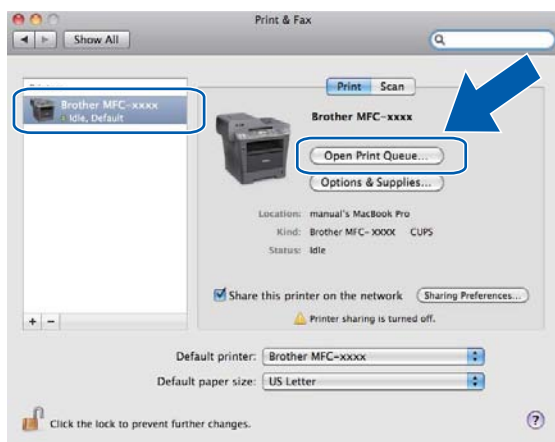 Print & Fax
Show All
Print Scan
Brother MFC-xxxx
Idle, Default
Brother MFC-xxxx
Open Print Queue...
Options & Supplies...
Location: manual's MacBook Pro
Kind: Brother MFC- XXXX CUPS
Status: Idle
Share this printer on the network Sharing Preferences...
Printer sharing is turned off.
+ −
Default printer: Brother MFC-xxxx
Default paper size: US Letter
Click the lock to prevent further changes. ?